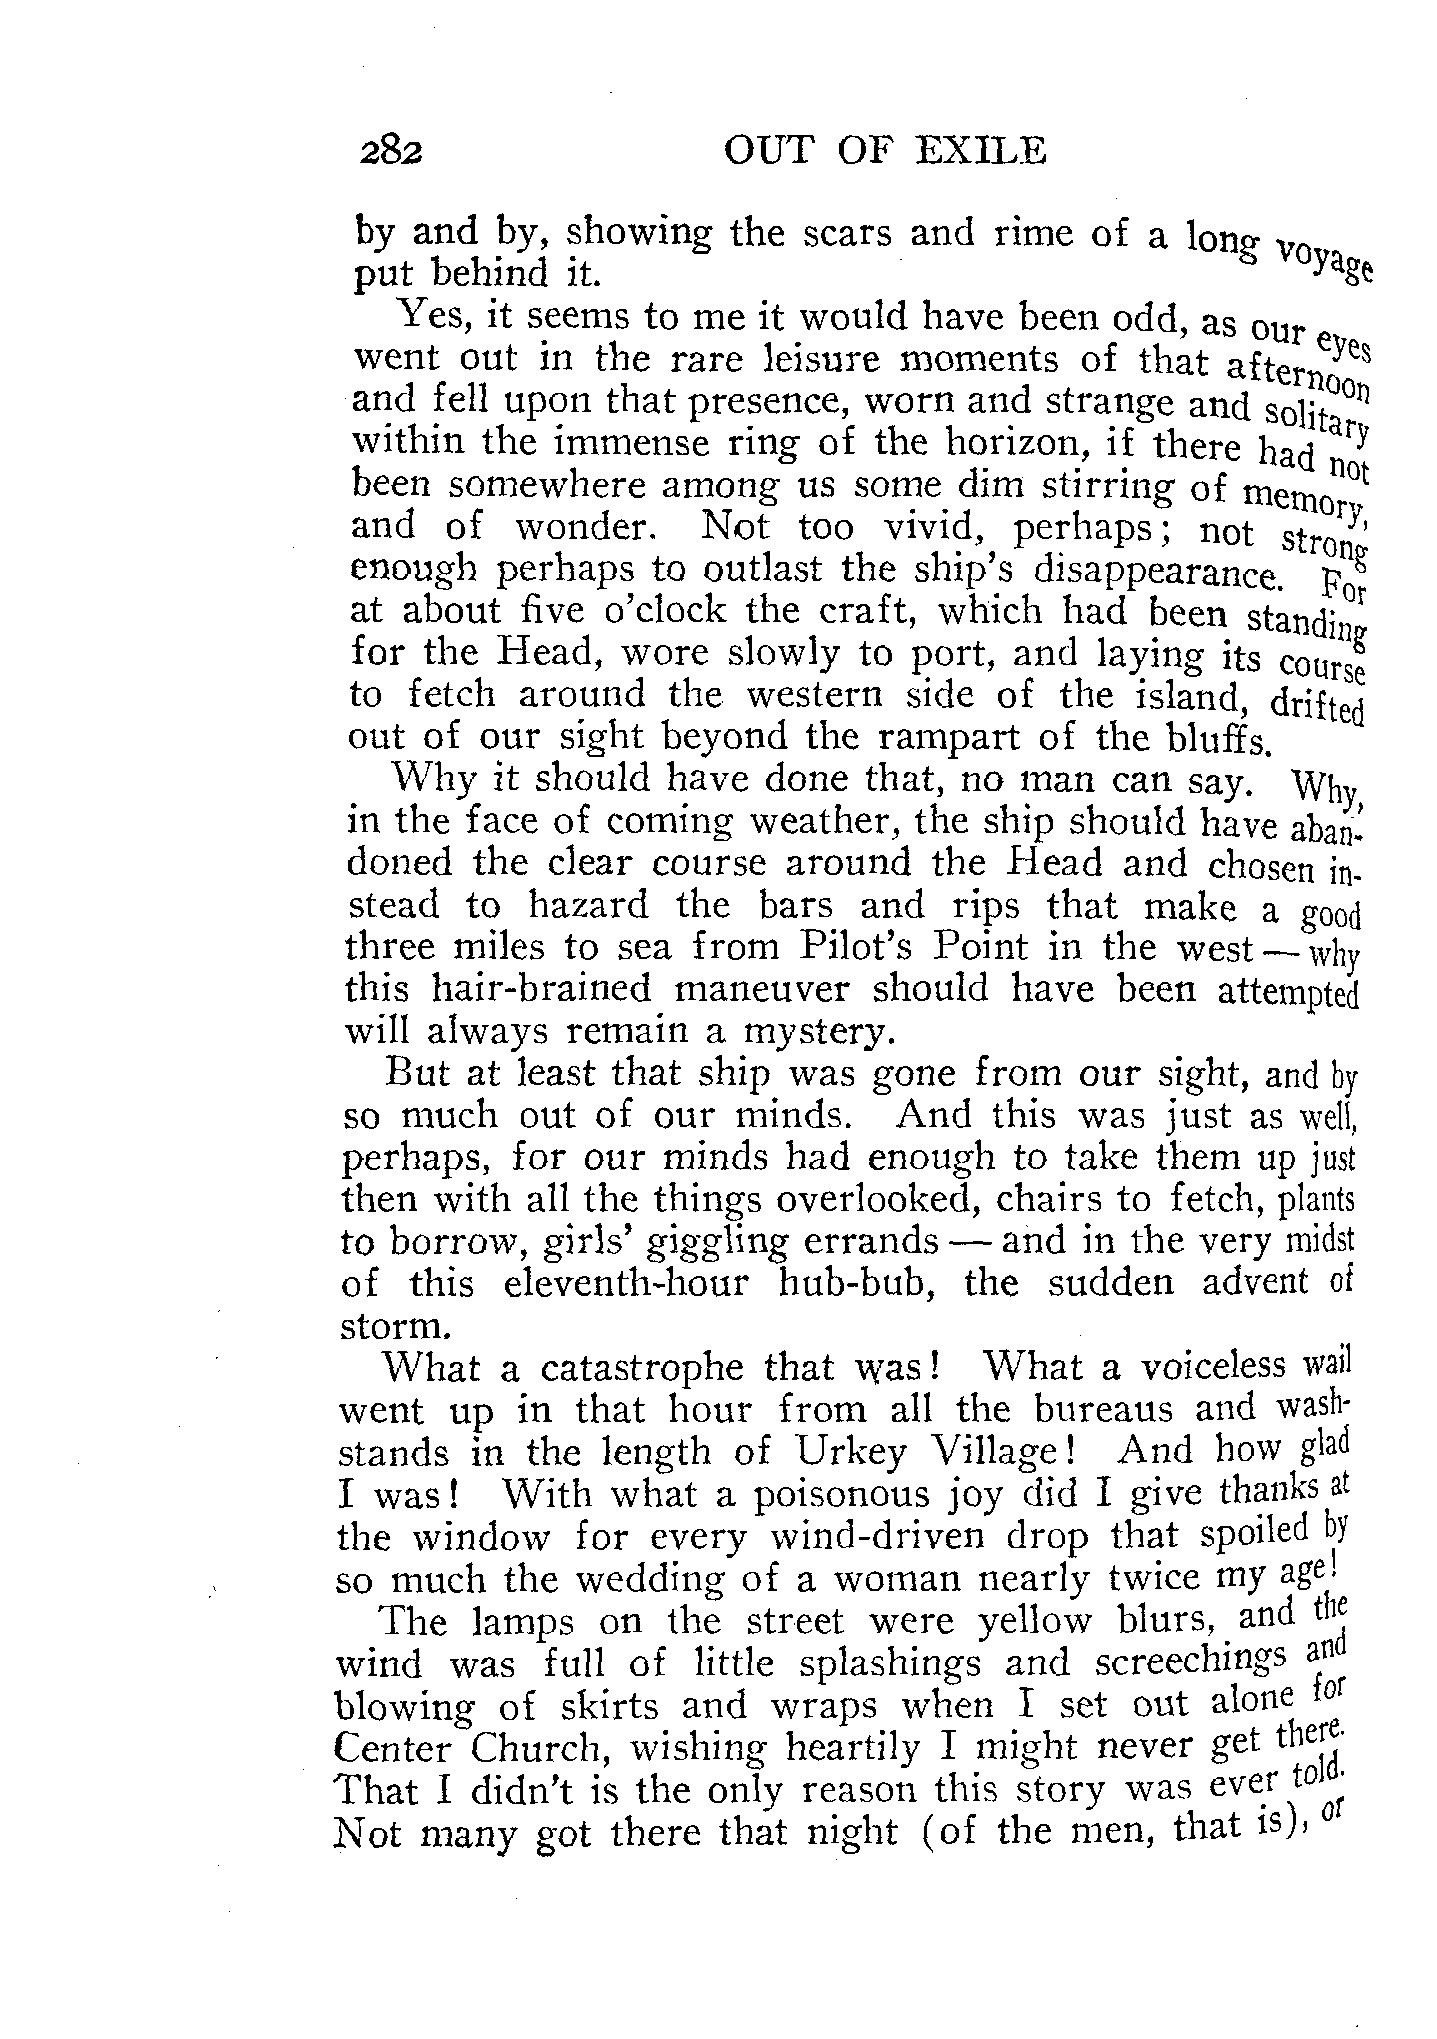 282 OUT OF EXILE
by and by, showing the scars and rime of a long voyage
put behind it.
Yes, it seems to me it would have been odd, as our eyes
went out in the rare leisure moments of that afternoon
and fell upon that presence, worn and strange and solitary
within the immense ring of the horizon, if there had not
been somewhere among us some dim stirring of memory,
and of wonder. Not too vivid, perhaps; not strong
enough perhaps to outlast the ship's disappearance. For
at about five o'clock the craft, which had been standing
for the Head, wore slowly to port, and laying its course
to fetch around the western side of the island, drifted
out of our sight beyond the rampart of the bluffs.
Why it should have done that, no man can say. Why,
in the face of coming weather, the ship should have aban-
doned the clear course around the Head and chosen in-
stead to hazard the bars and rips that make a good
three miles to sea from Pilot's Point in the west — why
this hair-brained maneuver should have been attempted
will always remain a mystery.
But at least that ship was gone from our sight, and by
so much out of our minds. And this was just as well,
perhaps, for our minds had enough to take them up just
then with all the things overlooked, chairs to fetch, plants
to borrow, girls' giggling errands — and in the very midst
of this eleventh-hour hub-bub, the sudden advent of
storm.
What a catastrophe that was! What a voiceless wail
went up in that hour from all the bureaus and wash-
stands in the length of Urkey Village! And how glad
I was! With what a poisonous joy did I give thanks at
the window for every wind-driven drop that spoiled by
so much the wedding of a woman nearly twice my age!
The lamps on the street were yellow blurs, and the
wind was full of little splashings and screechings and
blowing of skirts and wraps when I set out alone for
Center Church, wishing heartily I might never get there.
That I didn't is the only reason this story was ever told.
Not many got there that night (of the men, that is), or